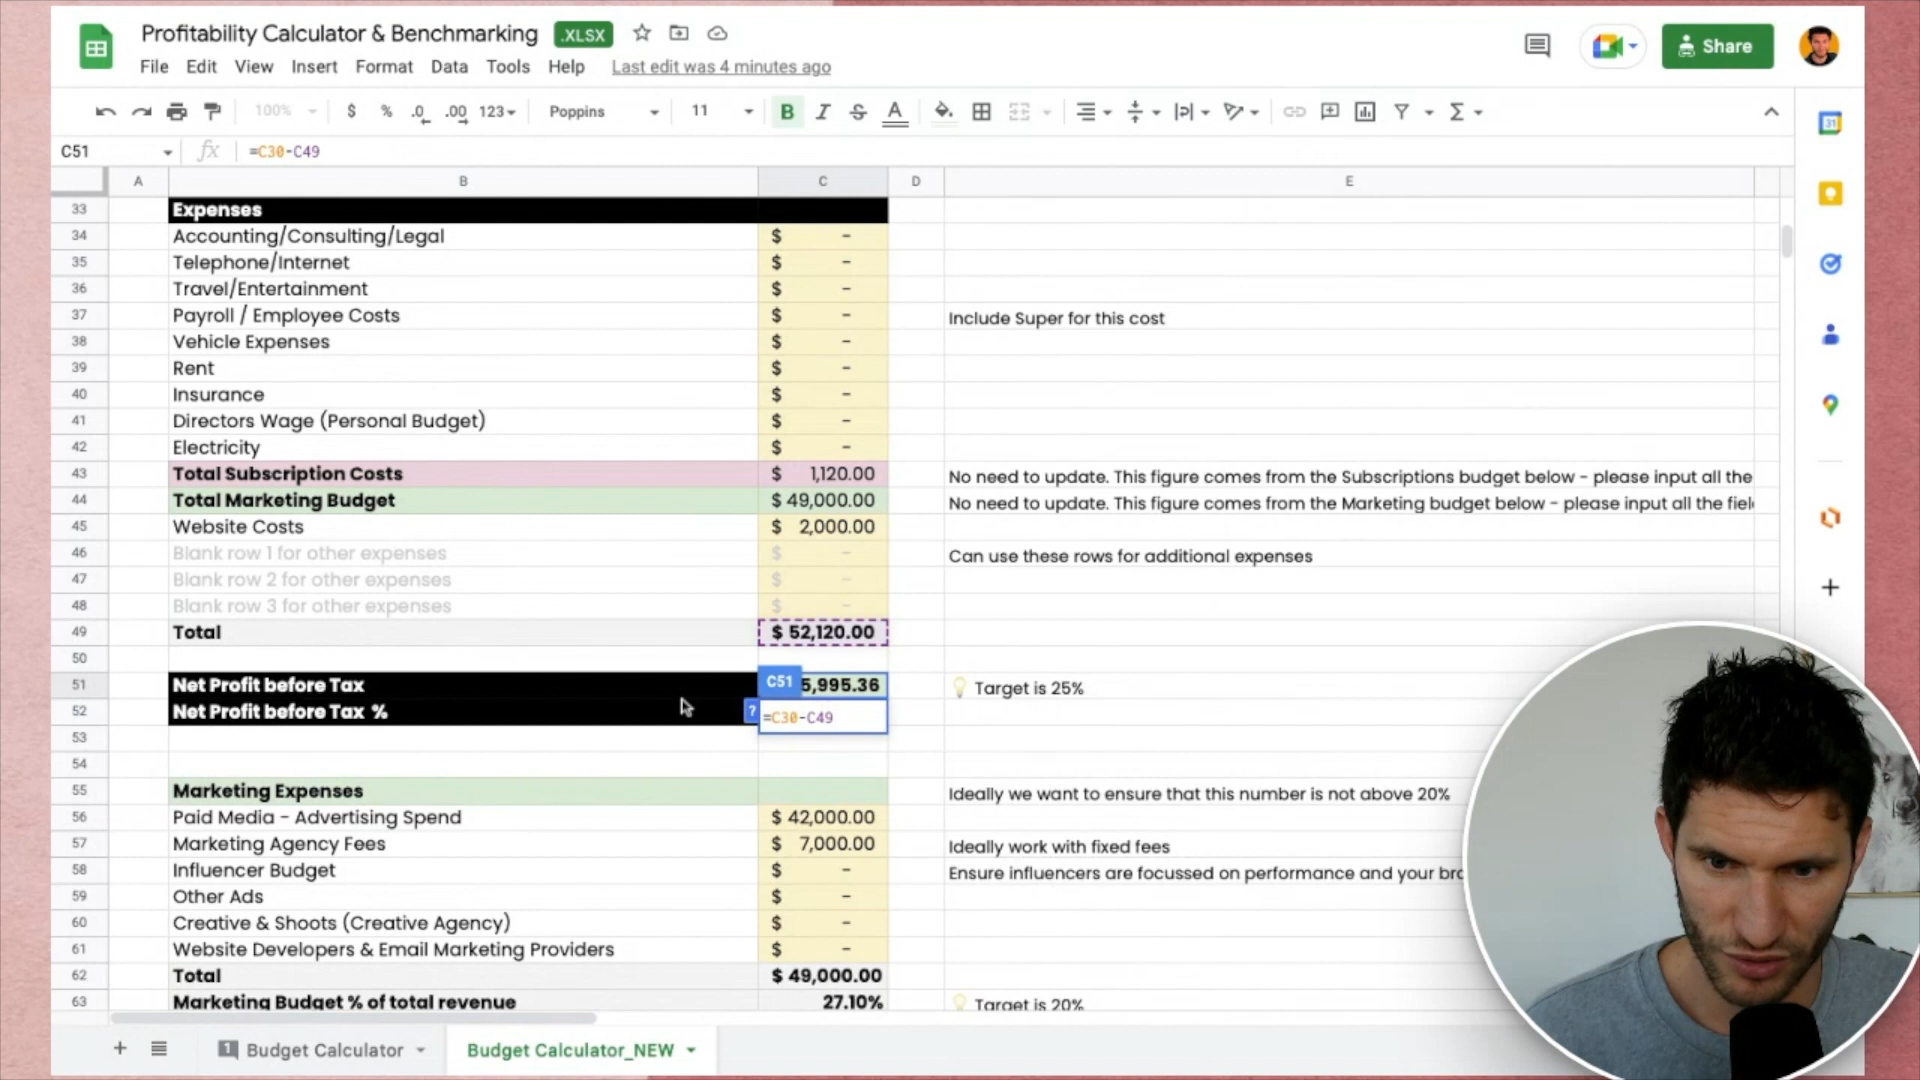 Profitability Calculator & Benchmarking .XLSX
File Edit View Insert Format Data Tools Help Last edit was 4 minutes ago
Share
100% $ % .0 .00 123 Poppins 11 B I S A
C51 fx =C30-C49
A B C D E
33 Expenses
34 Accounting/Consulting/Legal $ -
35 Telephone/Internet $ -
36 Travel/Entertainment $ -
37 Payroll / Employee Costs $ - Include Super for this cost
38 Vehicle Expenses $ -
39 Rent $ -
40 Insurance $ -
41 Directors Wage (Personal Budget) $ -
42 Electricity $ -
43 Total Subscription Costs $ 1,120.00 No need to update. This figure comes from the Subscriptions budget below - please input all the
44 Total Marketing Budget $ 49,000.00 No need to update. This figure comes from the Marketing budget below - please input all the fiel
45 Website Costs $ 2,000.00
46 Blank row 1 for other expenses $ - Can use these rows for additional expenses
47 Blank row 2 for other expenses $ -
48 Blank row 3 for other expenses $ -
49 Total $ 52,120.00
50
51 Net Profit before Tax C51 5,995.36 Target is 25%
52 Net Profit before Tax % ? =C30-C49
53
54
55 Marketing Expenses Ideally we want to ensure that this number is not above 20%
56 Paid Media - Advertising Spend $ 42,000.00
57 Marketing Agency Fees $ 7,000.00 Ideally work with fixed fees
58 Influencer Budget $ - Ensure influencers are focussed on performance and your bra
59 Other Ads $ -
60 Creative & Shoots (Creative Agency) $ -
61 Website Developers & Email Marketing Providers $ -
62 Total $ 49,000.00
63 Marketing Budget % of total revenue 27.10% Target is 20%
1 Budget Calculator Budget Calculator_NEW